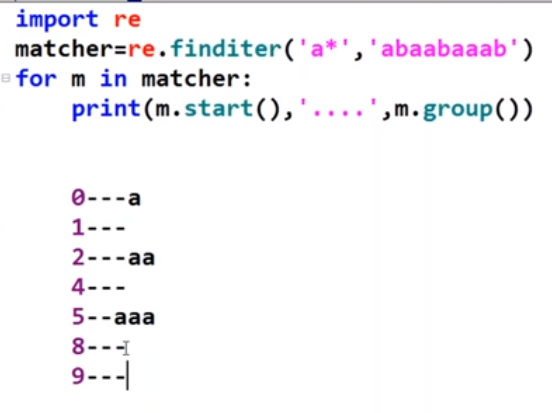 import re
matcher=re.finditer('a*','abaabaaab')
for m in matcher:
    print(m.start(),'....',m.group())
0---a
1---
2---aa
4---
5--aaa
8---
9---